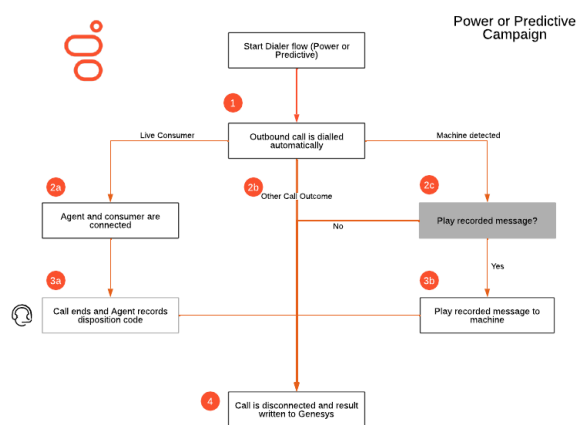 Power or Predictive
Campaign
Start Dialer flow (Power or
Predictive)
1
Live Consumer
Outbound call is dialled
automatically
Machine detected
2a
2b
2c
Other Call Outcome
Agent and consumer are
connected
Play recorded message?
No
Yes
3a
3b
Call ends and Agent records
disposition code
Play recorded message to
machine
4
Call is disconnected and result
written to Genesys